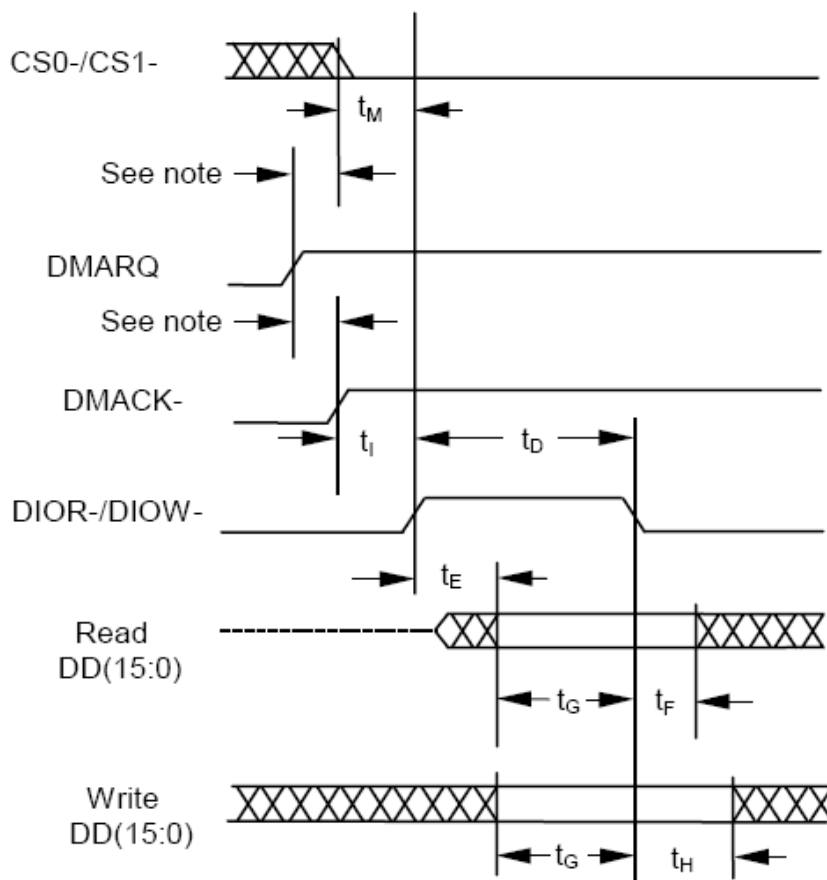 CS0-/CS1-
tM
See note
DMARQ
See note
DMACK-
tI
tD
DIOR-/DIOW-
tE
Read
DD(15:0)
tG
tF
Write
DD(15:0)
tG
tH